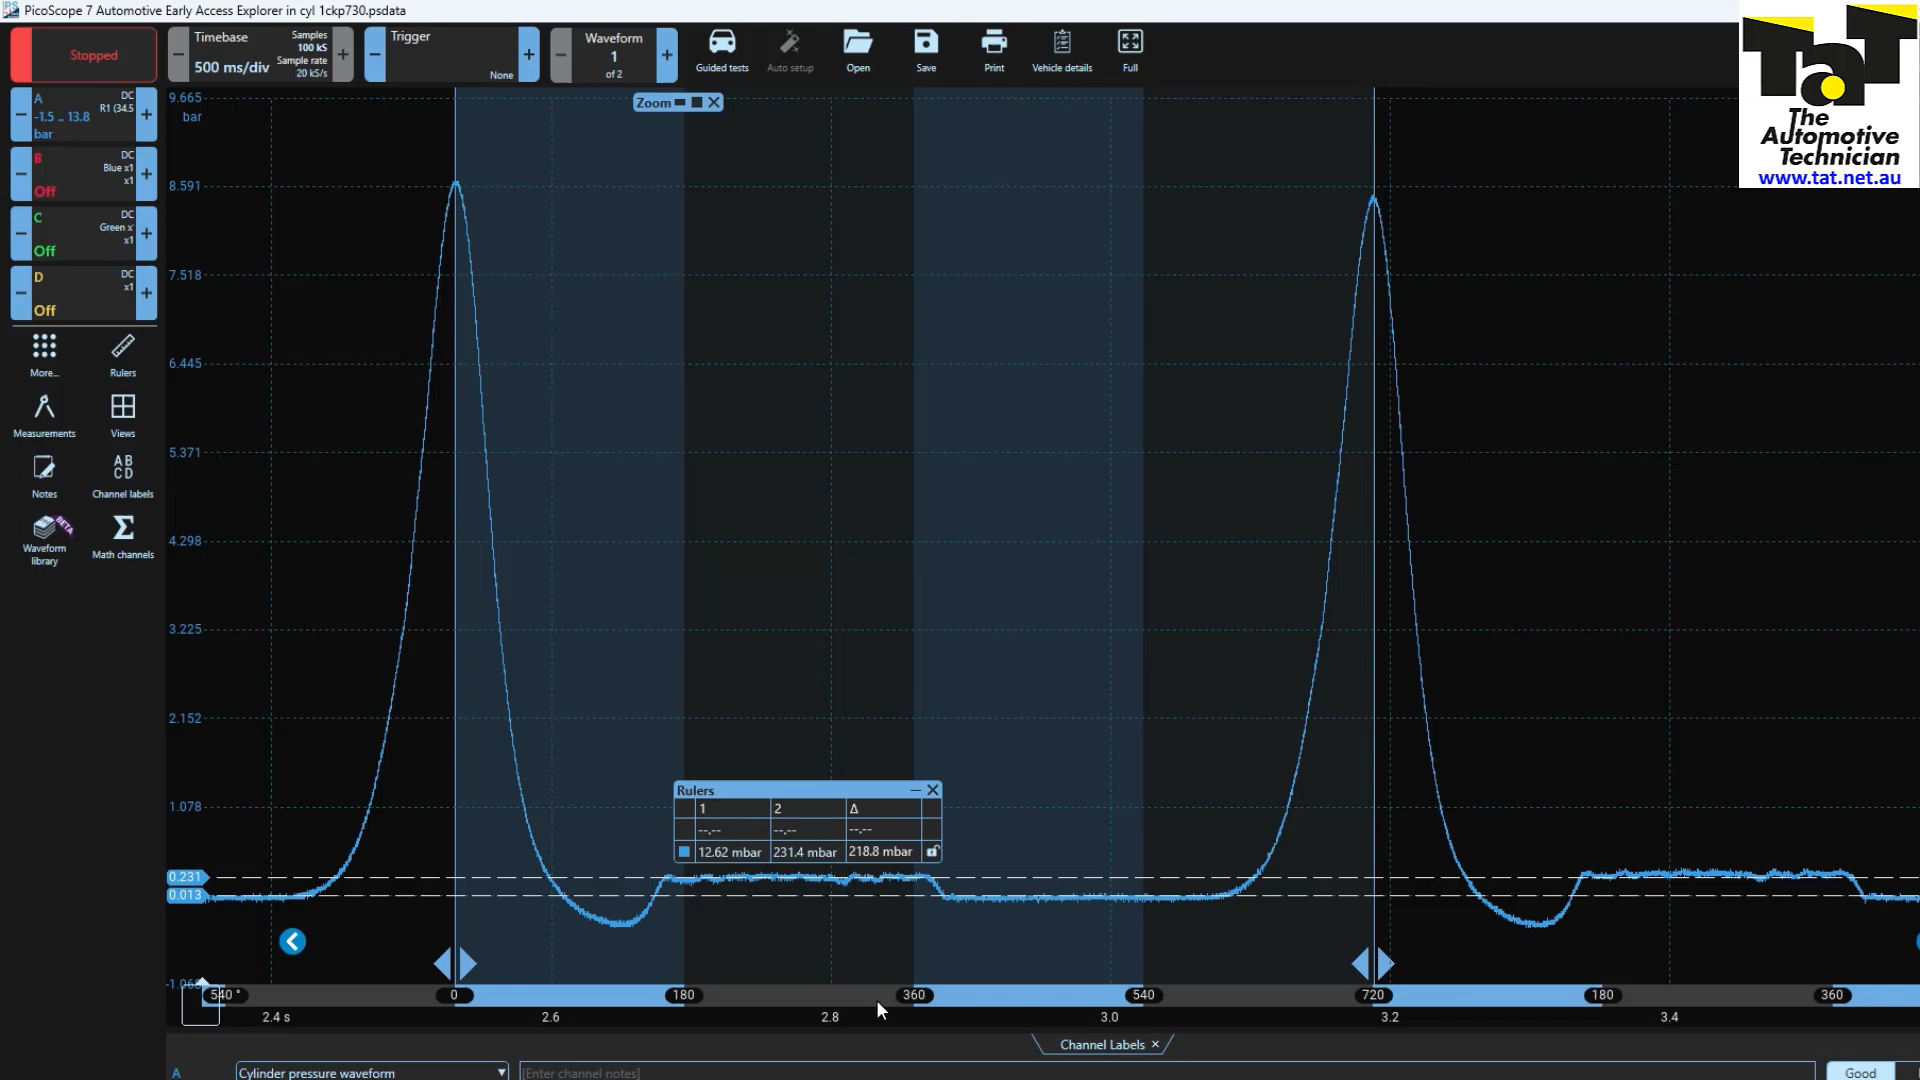 PicoScope 7 Automotive Early Access Explorer in cyl 1ckp730.psdata
Stopped
Timebase
500 ms/div
Samples
100 kS
Sample rate
20 kS/s
Trigger
None
Waveform
1
of 2
Guided tests
Auto setup
Open
Save
Print
Vehicle details
Full
The
Automotive
Technician
www.tat.net.au
A
DC
R1 (34.5
-1.5 .. 13.8
bar
B
DC
Blue x1
x1
Off
C
DC
Green x
x1
Off
D
DC
x1
Off
More...
Rulers
Measurements
Views
Notes
A B
C D
Channel labels
BETA
Waveform
library
Math channels
Zoom
9.665
bar
8.591
7.518
6.445
5.371
4.298
3.225
2.152
1.078
0.231
0.013
Rulers
1 2 Δ
--.-- --.-- --.--
12.62 mbar 231.4 mbar 218.8 mbar
540 ° 0 180 360 540 720 180 360
2.4 s 2.6 2.8 3.0 3.2 3.4
Channel Labels
A
Cylinder pressure waveform
[Enter channel notes]
Good